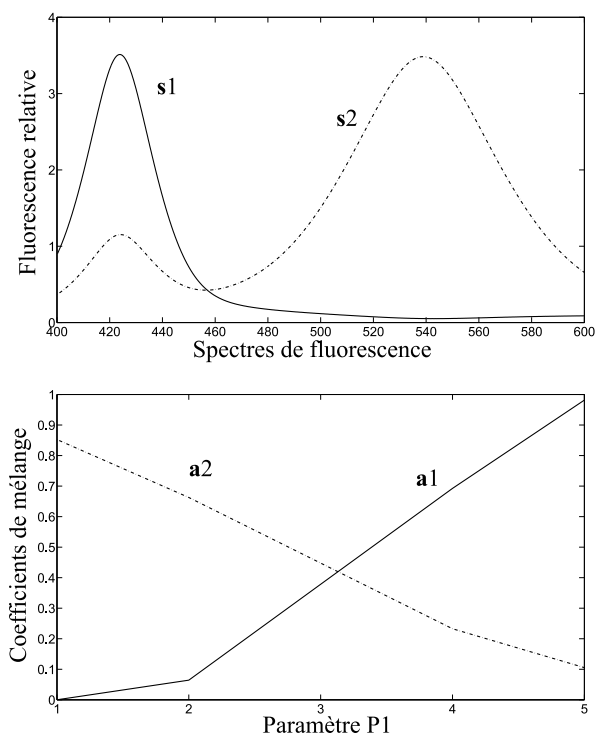 4
3
2
1
0
Fluorescence relative
s1
s2
400 420 440 460 480 500 520 540 560 580 600
Spectres de fluorescence
1
0.9
0.8
0.7
0.6
0.5
0.4
0.3
0.2
0.1
0
Coefficients de mélange
a2
a1
1 2 3 4 5
Paramètre P1